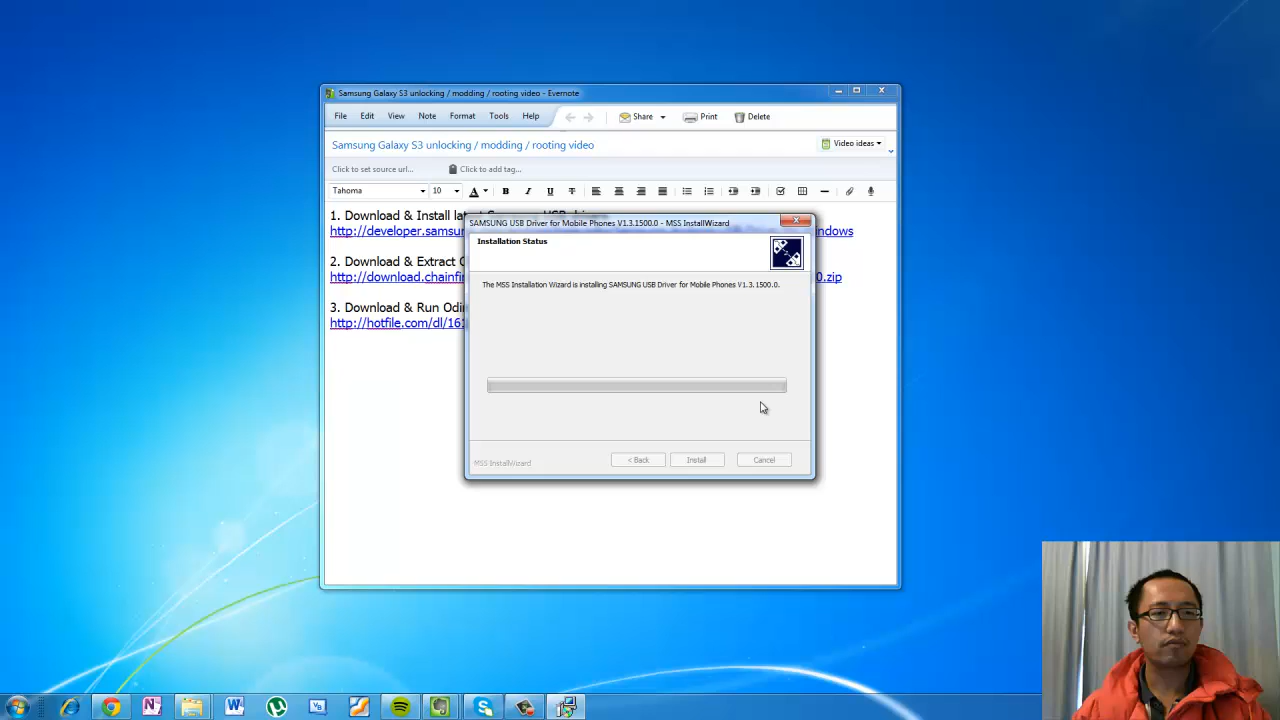 Samsung Galaxy S3 unlocking / modding / rooting video - Evernote
File Edit View Note Format Tools Help Share Print Delete
Samsung Galaxy S3 unlocking / modding / rooting video Video ideas
Click to set source url... Click to add tag...
Tahoma 10 A B I U T
1. Download & Install
http://developer.samsu ndows
2. Download & Extract
http://download.chainfir 0.zip
3. Download & Run Odin
http://hotfile.com/dl/16
SAMSUNG USB Driver for Mobile Phones V1.3.1500.0 - MSS InstallWizard
Installation Status
The MSS Installation Wizard is installing SAMSUNG USB Driver for Mobile Phones V1.3.1500.0.
MSS InstallWizard
< Back Install Cancel